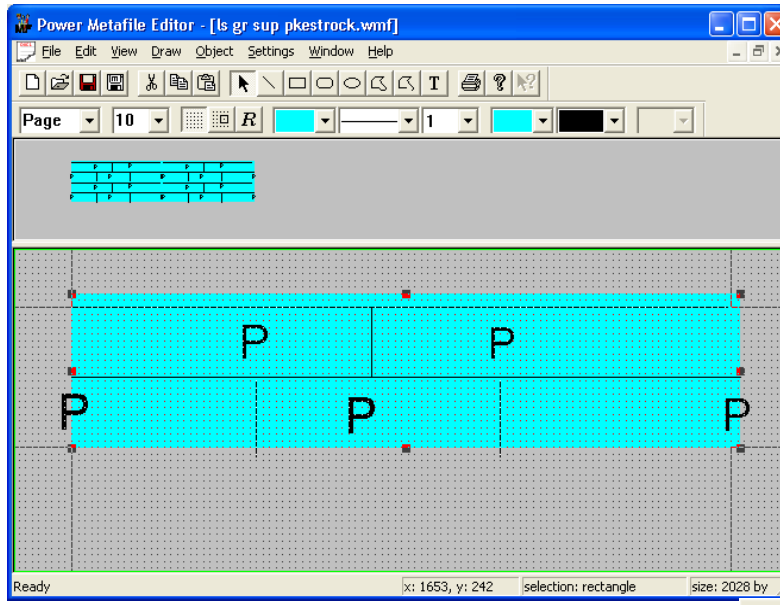 Power Metafile Editor - [ls gr sup pkestrock.wmf]
File Edit View Draw Object Settings Window Help
T
Page 10 R 1
P P
P P P
Ready x: 1653, y: 242 selection: rectangle size: 2028 by